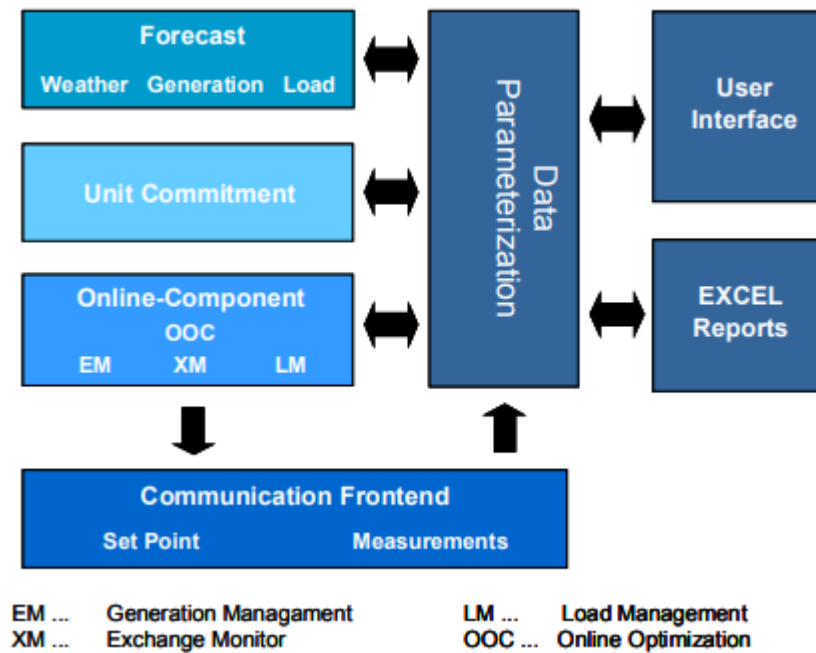 Forecast
Weather Generation Load
Unit Commitment
Online-Component
OOC
EM XM LM
Data
Parameterization
User
Interface
EXCEL
Reports
Communication Frontend
Set Point Measurements
EM ... Generation Managament LM ... Load Management
XM ... Exchange Monitor OOC ... Online Optimization